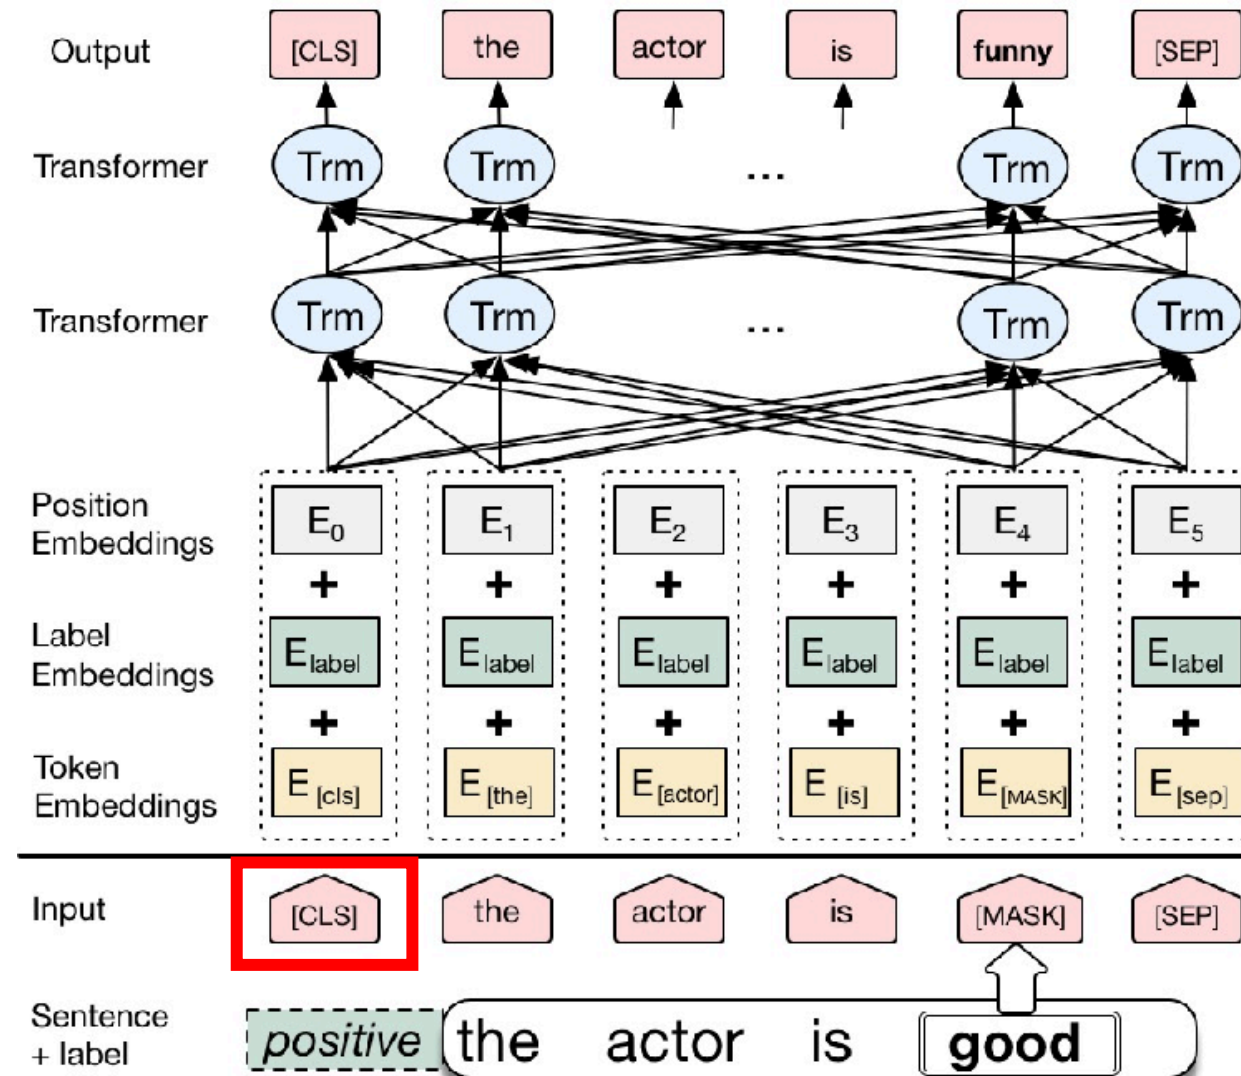 Output [CLS] the actor is funny [SEP]
Transformer Trm Trm ... Trm Trm
Transformer Trm Trm ... Trm Trm
Position Embeddings E0 E1 E2 E3 E4 E5
+ + + + + +
Label Embeddings Elabel Elabel Elabel Elabel Elabel Elabel
+ + + + + +
Token Embeddings E[cls] E[the] E[actor] E[is] E[MASK] E[sep]
Input [CLS] the actor is [MASK] [SEP]
Sentence + label positive the actor is good